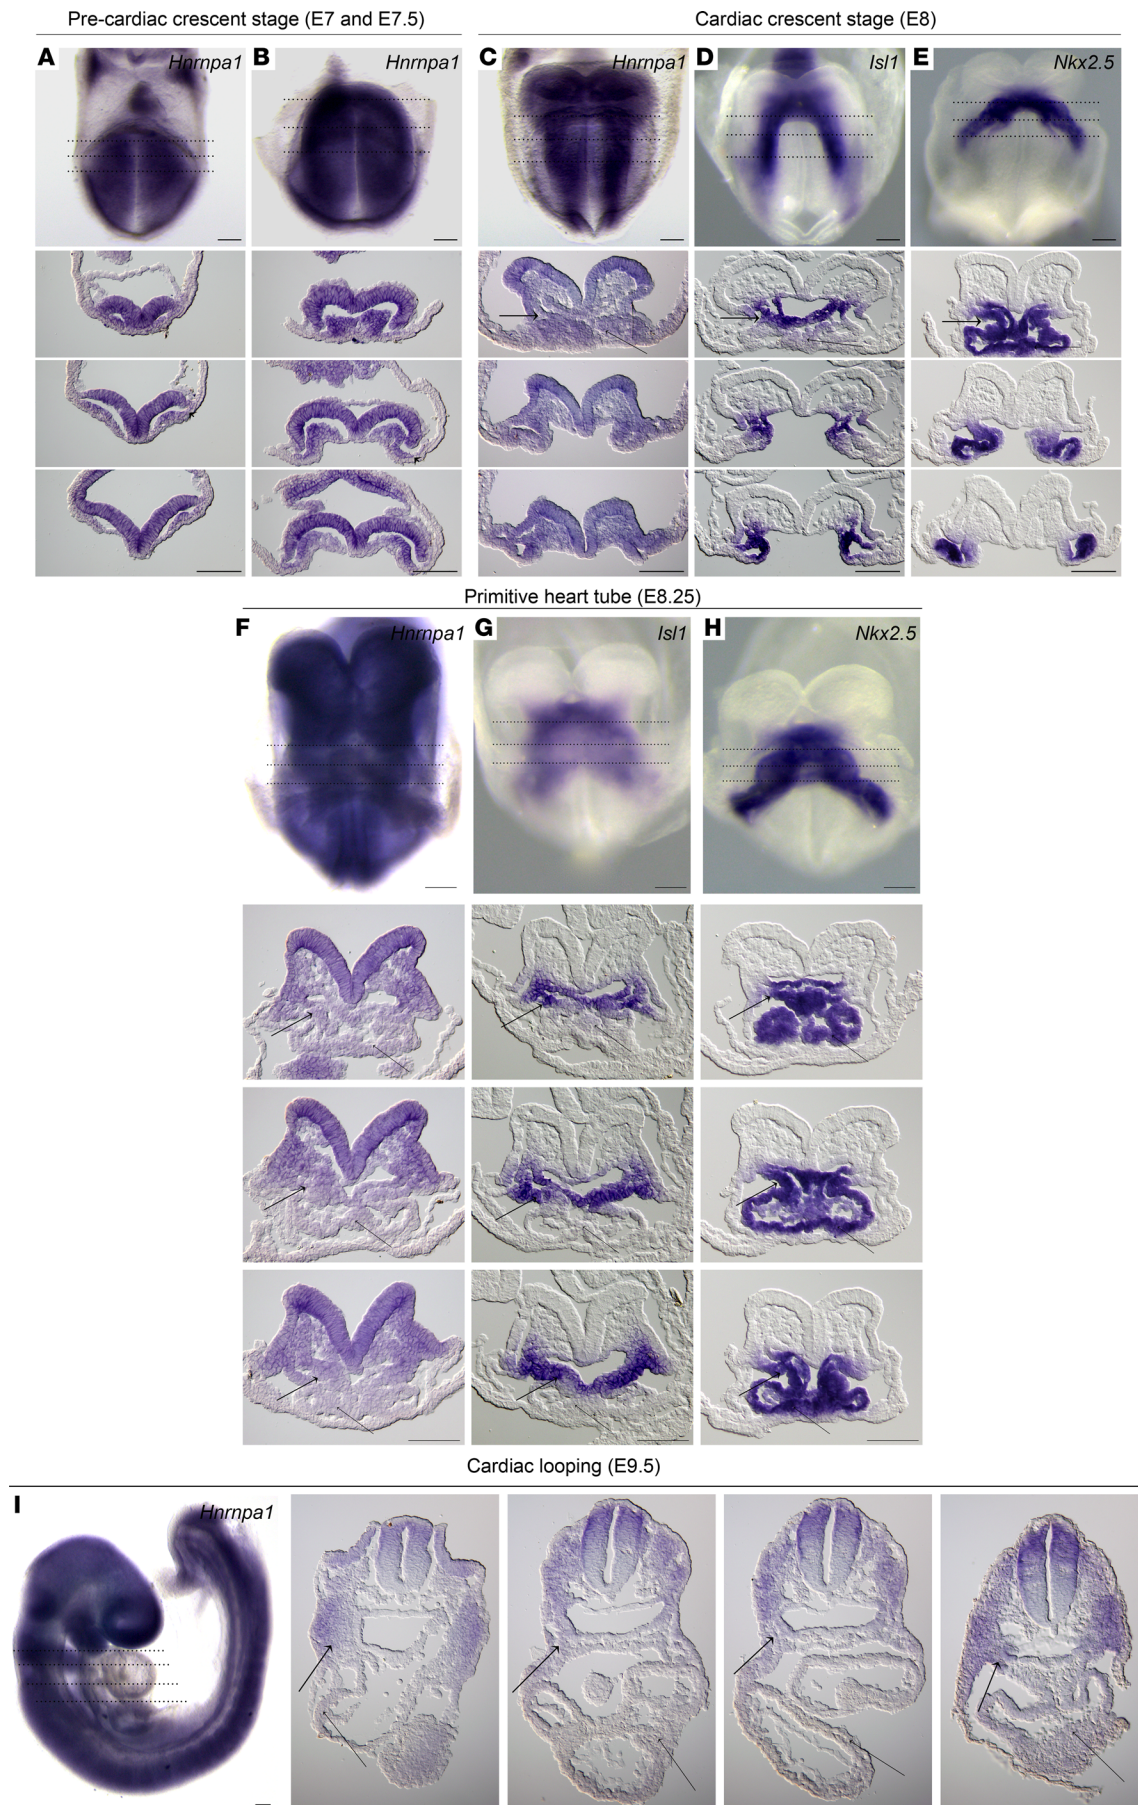 Pre-cardiac crescent stage (E7 and E7.5)
Cardiac crescent stage (E8)
A
Hnrnpa1
B
Hnrnpa1
C
Hnrnpa1
D
Isl1
E
Nkx2.5
Primitive heart tube (E8.25)
F
Hnrnpa1
G
Isl1
H
Nkx2.5
Cardiac looping (E9.5)
I
Hnrnpa1